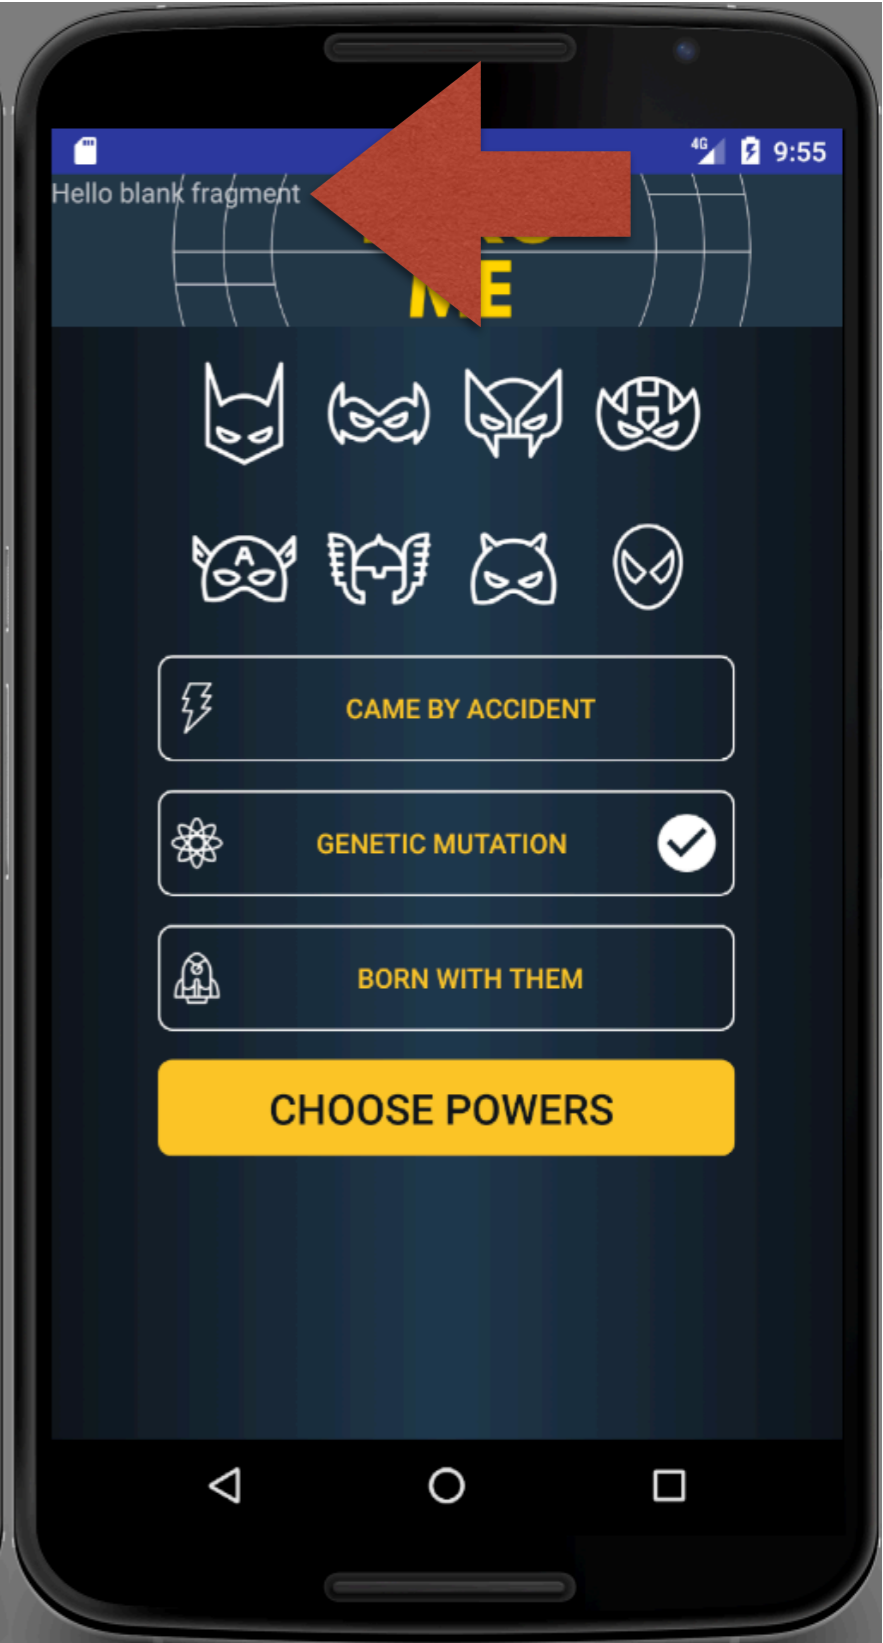 4G 9:55
Hello blank fragment
ME
A
H
CAME BY ACCIDENT
GENETIC MUTATION
BORN WITH THEM
CHOOSE POWERS